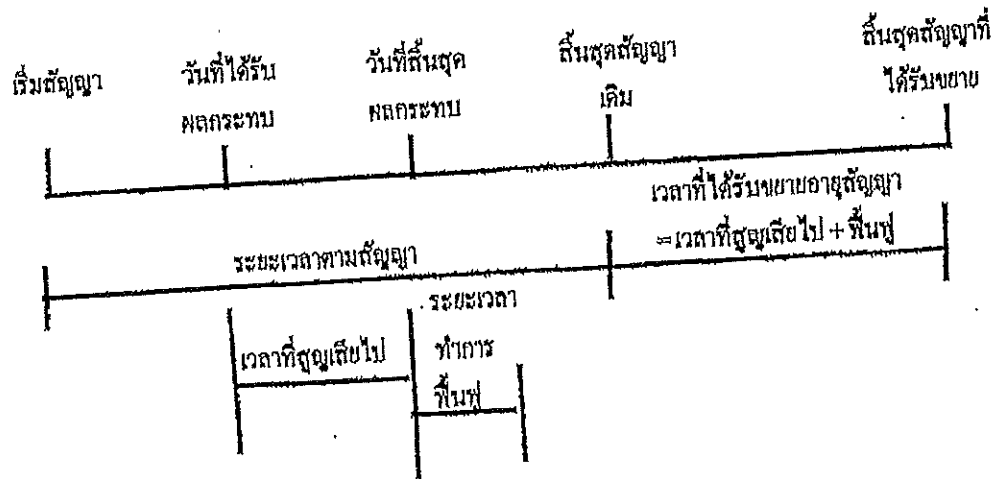 เริ่มสัญญา
วันที่ได้รับ
ผลกระทบ
วันที่สิ้นสุด
ผลกระทบ
สิ้นสุดสัญญา
เดิม
สิ้นสุดสัญญาที่
ได้รับขยาย
ระยะเวลาตามสัญญา
เวลาที่ได้รับขยายอายุสัญญา
=เวลาที่สูญเสียไป + ฟื้นฟู
เวลาที่สูญเสียไป
ระยะเวลา
ทำการ
ฟื้นฟู